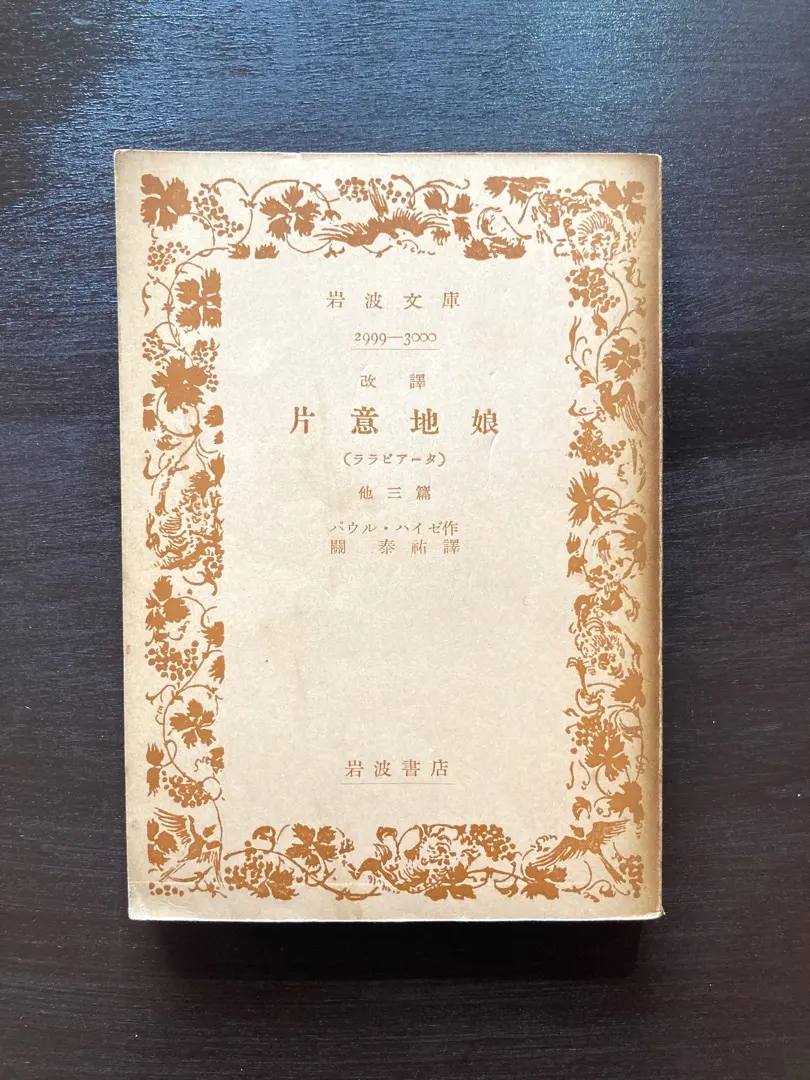 岩波文庫
2999—3000
改譯
片意地娘
(ララビアータ)
他三篇
パウル・ハイゼ作
關泰祐譯
岩波書店